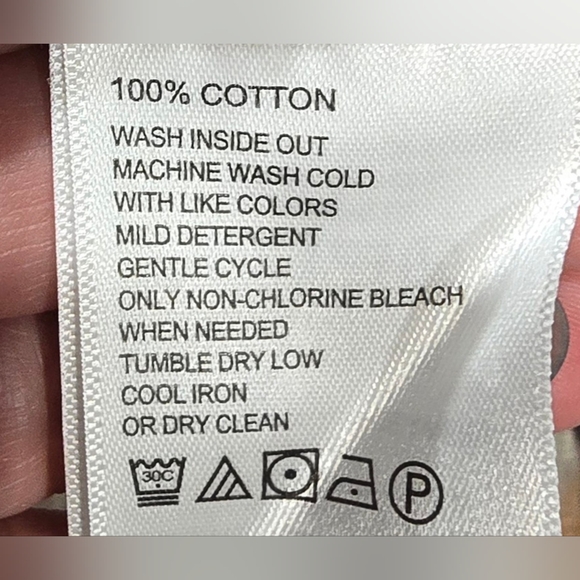 100% COTTON
WASH INSIDE OUT
MACHINE WASH COLD
WITH LIKE COLORS
MILD DETERGENT
GENTLE CYCLE
ONLY NON-CHLORINE BLEACH
WHEN NEEDED
TUMBLE DRY LOW
COOL IRON
OR DRY CLEAN
30C P